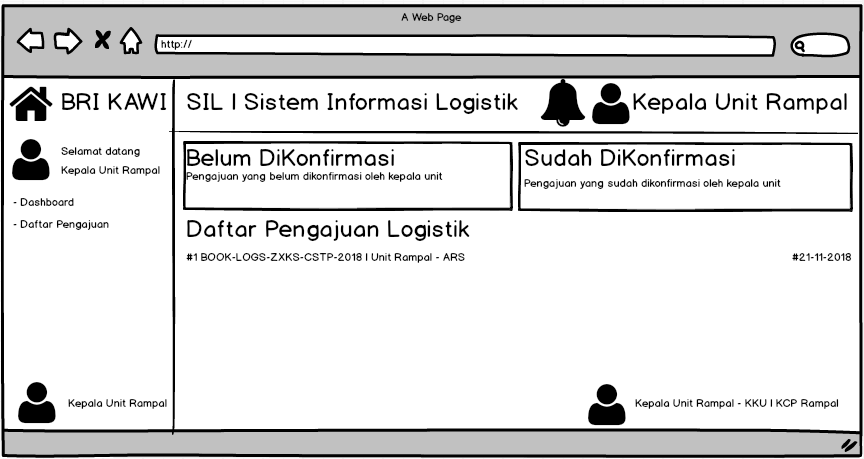 A Web Page
http://
BRI KAWI
SIL | Sistem Informasi Logistik
Kepala Unit Rampal
Selamat datang
Kepala Unit Rampal
- Dashboard
- Daftar Pengajuan
Belum DiKonfirmasi
Pengajuan yang belum dikonfirmasi oleh kepala unit
Sudah DiKonfirmasi
Pengajuan yang sudah dikonfirmasi oleh kepala unit
Daftar Pengajuan Logistik
#1 BOOK-LOGS-ZXKS-CSTP-2018 | Unit Rampal - ARS
#21-11-2018
Kepala Unit Rampal
Kepala Unit Rampal - KKU | KCP Rampal